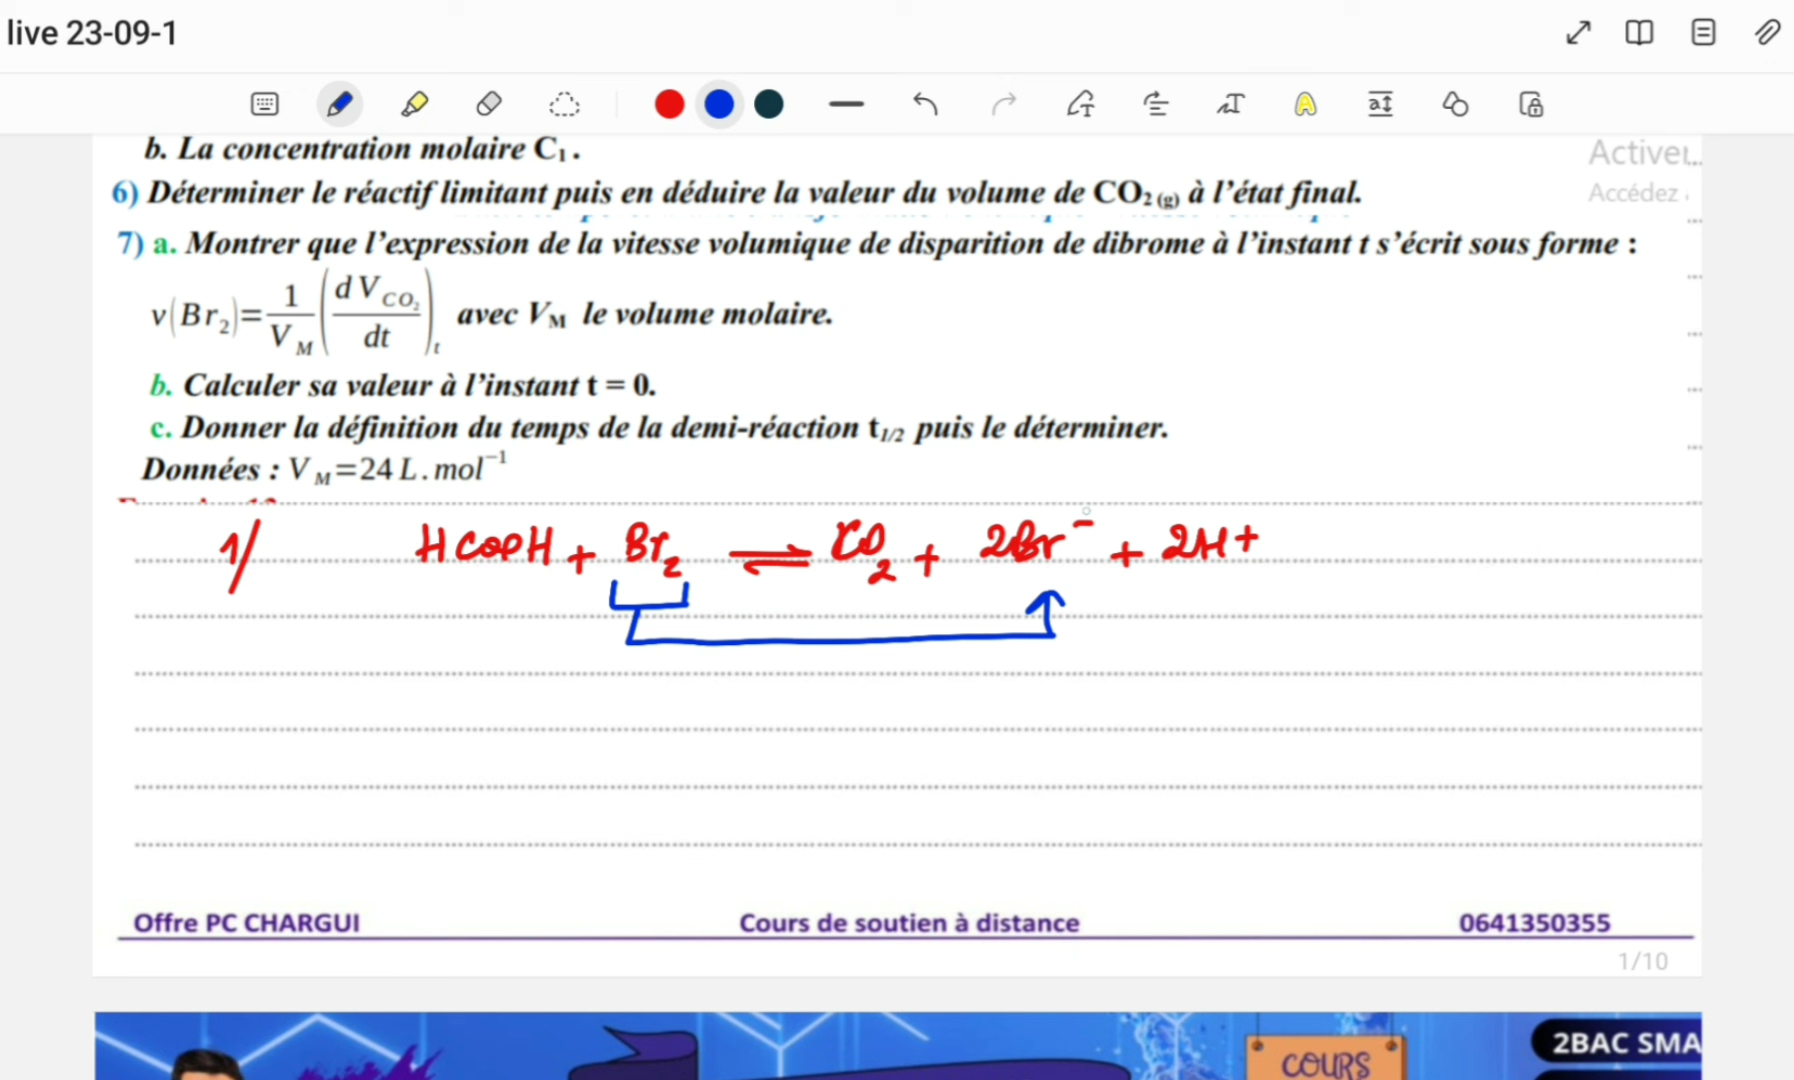 live 23-09-1
b. La concentration molaire C₁.
Activer
6) Déterminer le réactif limitant puis en déduire la valeur du volume de CO₂ (g) à l'état final.
Accédez
7) a. Montrer que l'expression de la vitesse volumique de disparition de dibrome à l'instant t s'écrit sous forme :
v(Br₂)=1/V_M (dV_CO₂/dt)_t avec V_M le volume molaire.
b. Calculer sa valeur à l'instant t = 0.
c. Donner la définition du temps de la demi-réaction t₁/₂ puis le déterminer.
Données : V_M=24 L.mol⁻¹
1/ HCOOH + Br₂ ⇌ CO₂ + 2Br⁻ + 2H+
Offre PC CHARGUI Cours de soutien à distance 0641350355
1/10
2BAC SMA
COURS